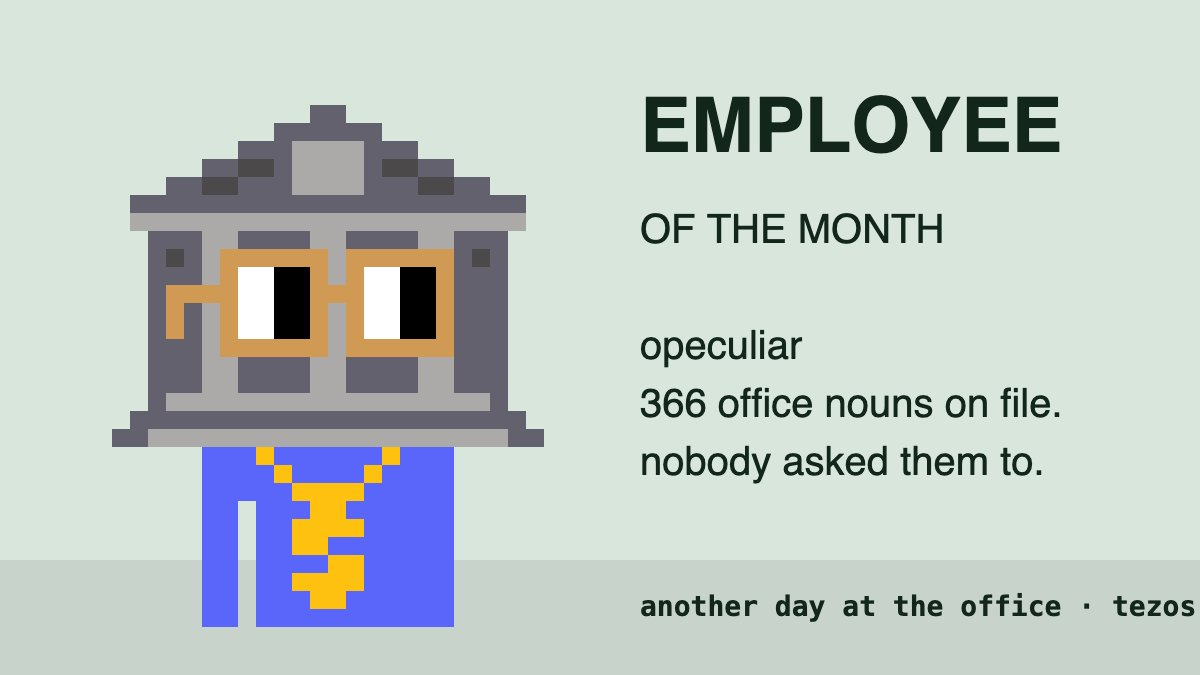 EMPLOYEE
OF THE MONTH
opeculiar
366 office nouns on file.
nobody asked them to.
another day at the office · tezos